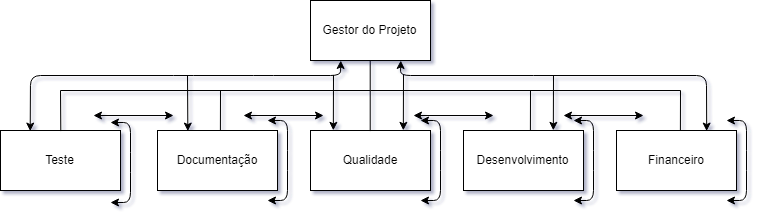 Gestor do Projeto
Teste
Documentação
Qualidade
Desenvolvimento
Financeiro